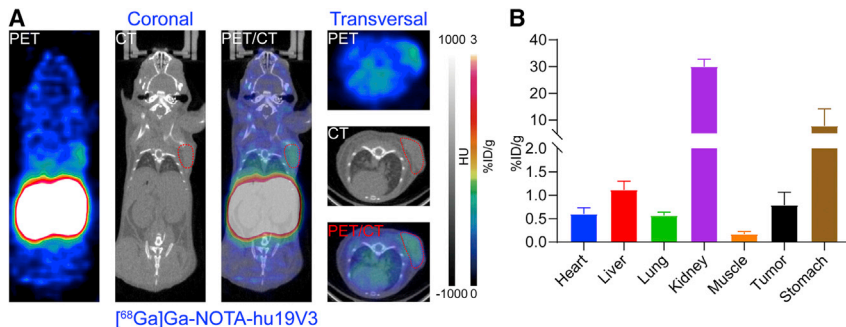 A
Coronal
Transversal
PET
CT
PET/CT
PET
CT
PET/CT
1000
3
HU
%ID/g
-1000
0
[⁶⁸Ga]Ga-NOTA-hu19V3
B
%ID/g
40
30
20
10
1.5
1.0
0.5
0.0
Heart
Liver
Lung
Kidney
Muscle
Tumor
Stomach